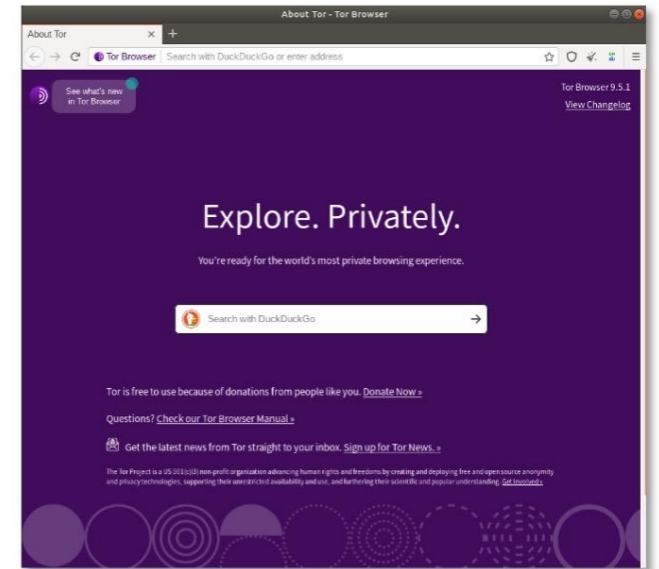 About Tor - Tor Browser
About Tor
Tor Browser
Search with DuckDuckGo or enter address
See what's new
in Tor Browser
Tor Browser 9.5.1
View Changelog
Explore. Privately.
You're ready for the world's most private browsing experience.
Search with DuckDuckGo
Tor is free to use because of donations from people like you. Donate Now »
Questions? Check our Tor Browser Manual »
Get the latest news from Tor straight to your inbox. Sign up for Tor News. »
The Tor Project is a US 501(c)(3) non-profit organization advancing human rights and freedoms by creating and deploying free and open source anonymity
and privacy technologies, supporting their unrestricted availability and use, and furthering their scientific and popular understanding. Get Involved »